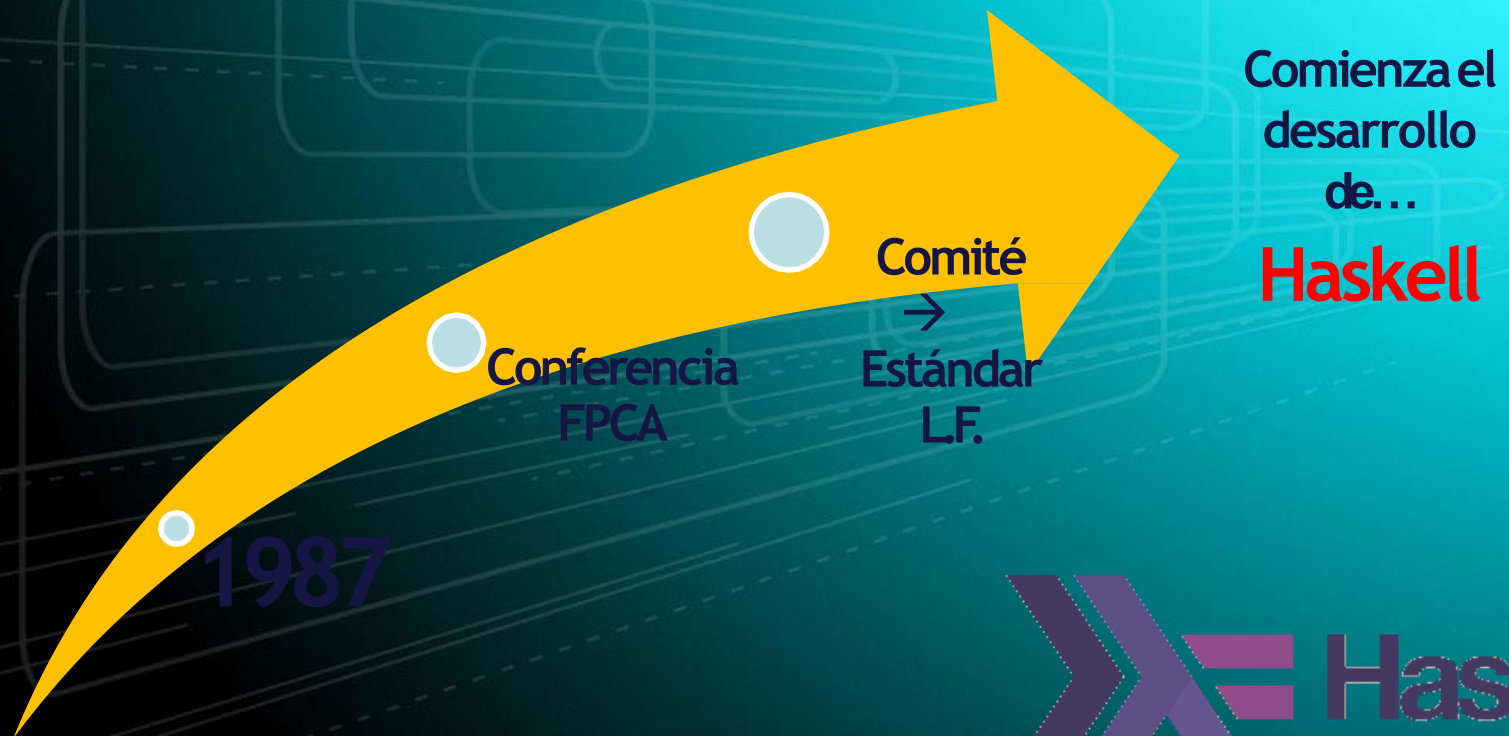 1987
Conferencia
FPCA
Comité
→
Estándar
L.F.
Comienza el
desarrollo
de...
Haskell
Has